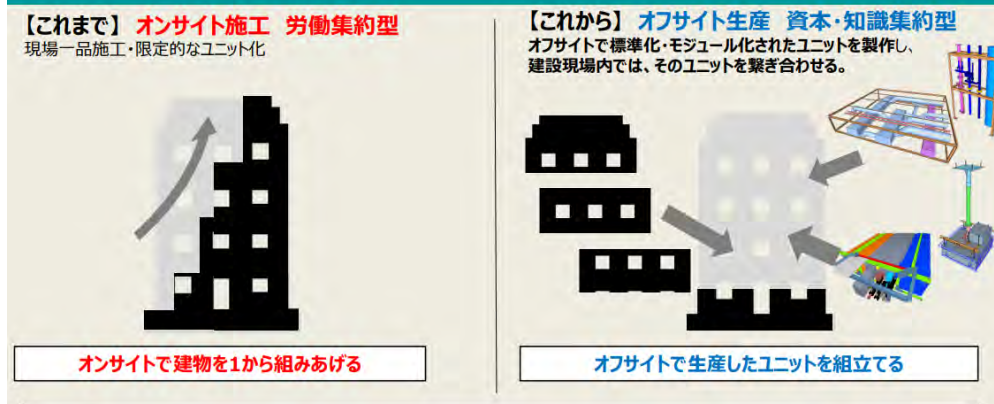 【これまで】 オンサイト施工 労働集約型
現場一品施工・限定的なユニット化
オンサイトで建物を1から組みあげる
【これから】 オフサイト生産 資本・知識集約型
オフサイトで標準化・モジュール化されたユニットを製作し、
建設現場内では、そのユニットを繋ぎ合わせる。
オフサイトで生産したユニットを組立てる